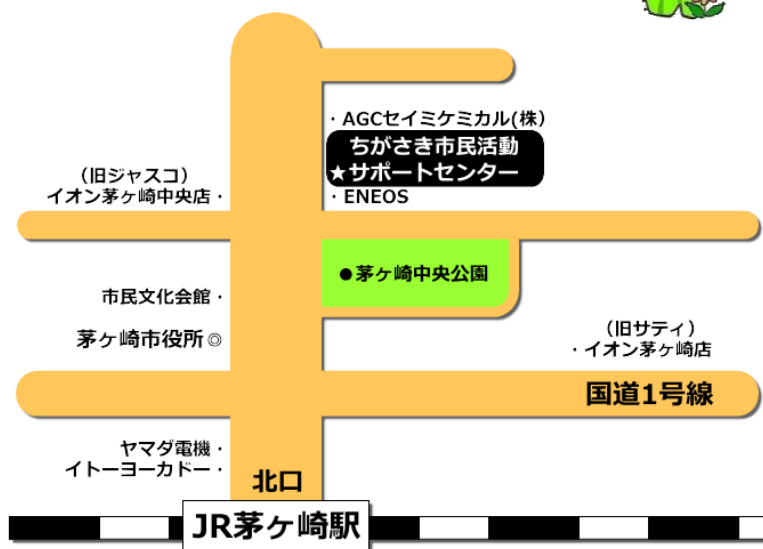 ・AGCセイミケミカル(株)
ちがさき市民活動
★サポートセンター
・ENEOS
（旧ジャスコ）
イオン茅ヶ崎中央店・
●茅ヶ崎中央公園
市民文化会館・
茅ヶ崎市役所◎
（旧サティ）
・イオン茅ヶ崎店
国道1号線
ヤマダ電機・
イトーヨーカドー・
北口
JR茅ヶ崎駅